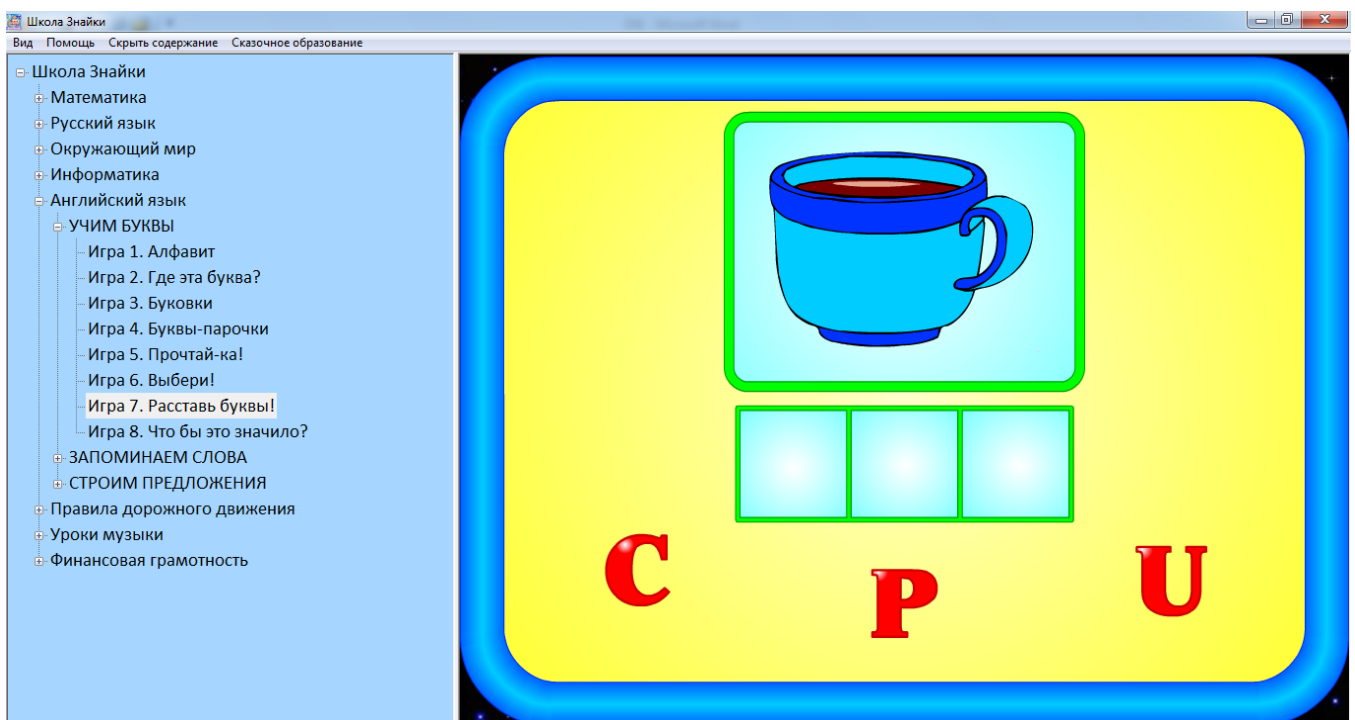 Школа Знайки
Вид Помощь Скрыть содержание Сказочное образование
Школа Знайки
Математика
Русский язык
Окружающий мир
Информатика
Английский язык
УЧИМ БУКВЫ
Игра 1. Алфавит
Игра 2. Где эта буква?
Игра 3. Буковки
Игра 4. Буквы-парочки
Игра 5. Прочтай-ка!
Игра 6. Выбери!
Игра 7. Расставь буквы!
Игра 8. Что бы это значило?
ЗАПОМИНАЕМ СЛОВА
СТРОИМ ПРЕДЛОЖЕНИЯ
Правила дорожного движения
Уроки музыки
Финансовая грамотность
C P U